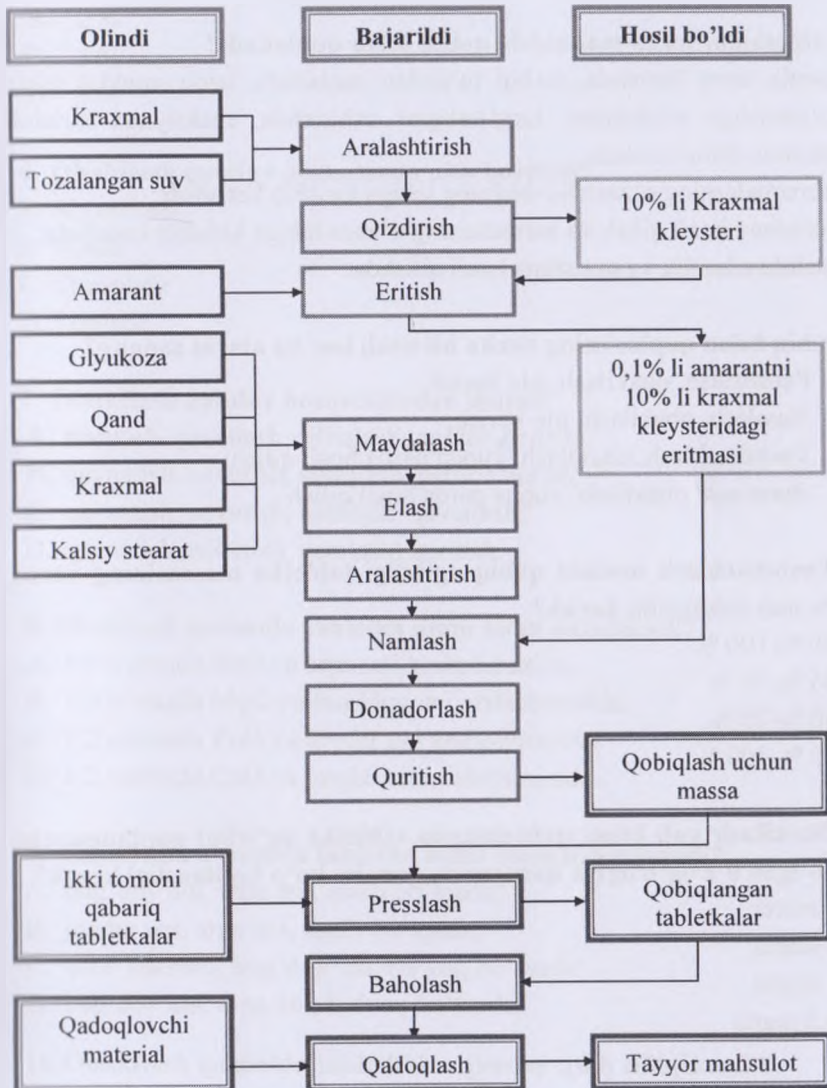 Olindi
Bajarildi
Hosil bo'ldi
Kraxmal
Aralashtirish
Tozalangan suv
Qizdirish
10% li Kraxmal
kleysteri
Amarant
Eritish
Glyukoza
0,1% li amarantni
10% li kraxmal
kleysteridagi
eritmasi
Qand
Maydalash
Kraxmal
Elash
Kalsiy stearat
Aralashtirish
Namlash
Donadorlash
Quritish
Qobiqlash uchun
massa
Ikki tomoni
qabariq
tabletkalar
Presslash
Qobiqlangan
tabletkalar
Baholash
Qadoqlovchi
material
Qadoqlash
Tayyor mahsulot